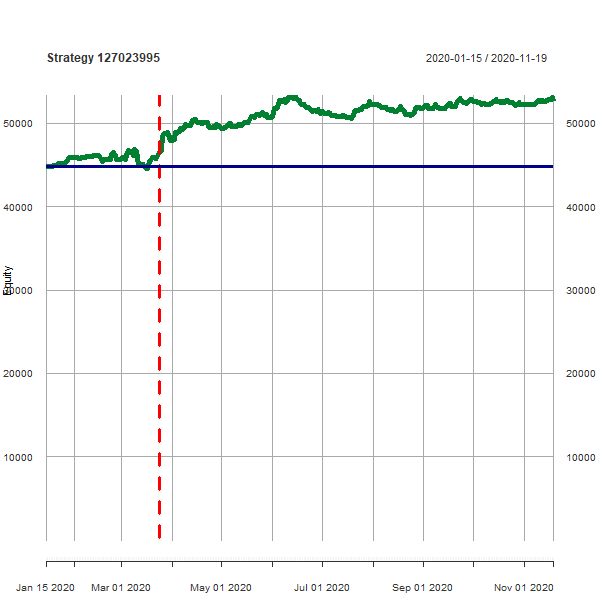 Strategy 127023995
2020-01-15 / 2020-11-19
50000
50000
40000
40000
Equity
30000
30000
20000
20000
10000
10000
Jan 15 2020
Mar 01 2020
May 01 2020
Jul 01 2020
Sep 01 2020
Nov 01 2020